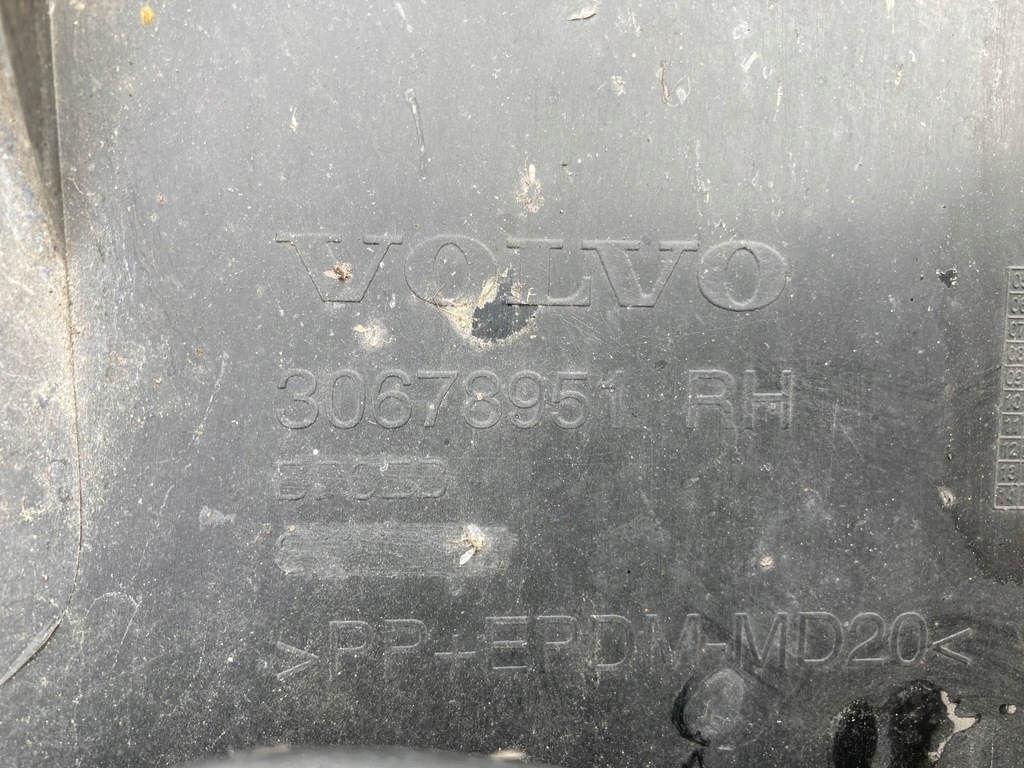 VOLVO
30678951 RH
>PP+EPDM-MD20<